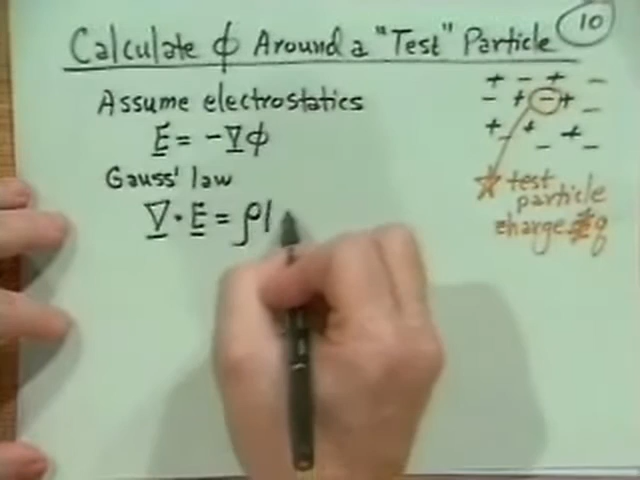 10
Calculate ϕ Around a "Test" Particle
Assume electrostatics
E = -∇ϕ
Gauss' law
∇ · E = ρ/
+ - + -
- + - + -
+ - + + -
- -
test
particle
charge q